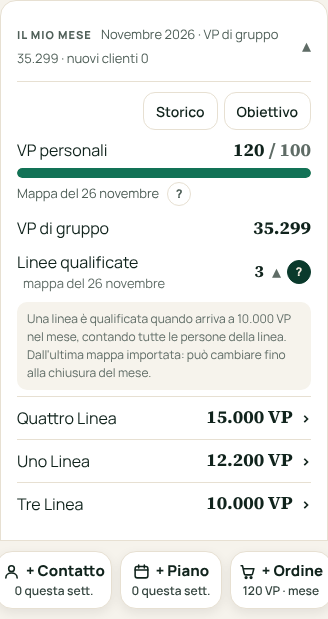 IL MIO MESE Novembre 2026 · VP di gruppo
35.299 · nuovi clienti 0 ▲
Storico Obiettivo
VP personali 120 / 100
Mappa del 26 novembre ?
VP di gruppo 35.299
Linee qualificate 3 ▲ ?
mappa del 26 novembre
Una linea è qualificata quando arriva a 10.000 VP
nel mese, contando tutte le persone della linea.
Dall'ultima mappa importata: può cambiare fino
alla chiusura del mese.
Quattro Linea 15.000 VP ›
Uno Linea 12.200 VP ›
Tre Linea 10.000 VP ›
+ Contatto + Piano + Ordine
0 questa sett. 0 questa sett. 120 VP · mese